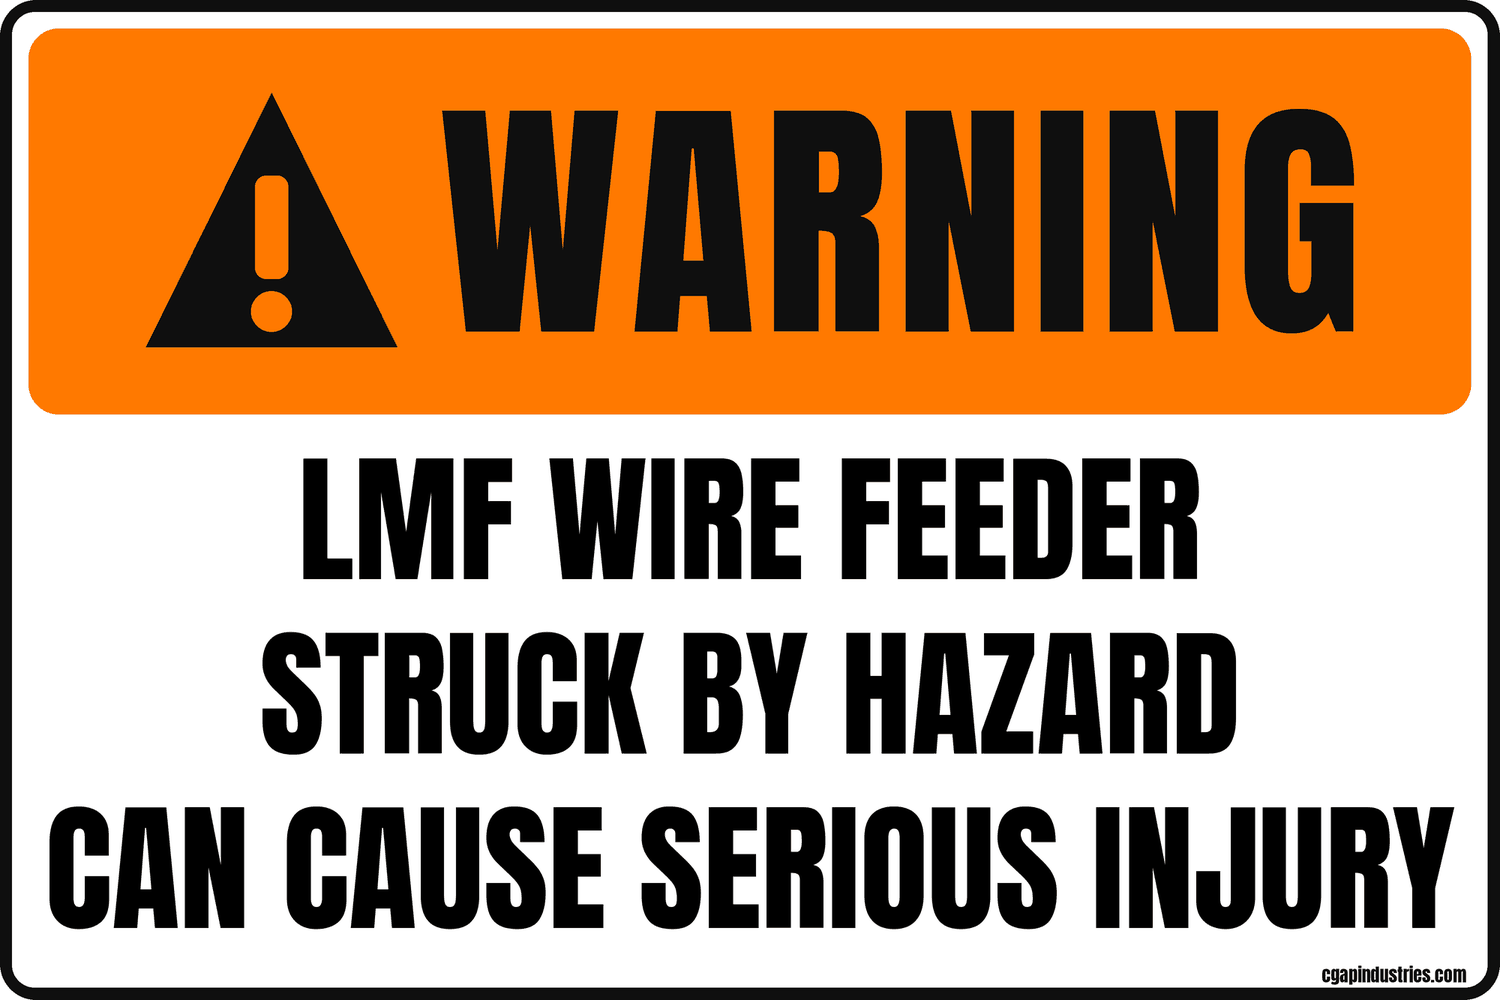 WARNING
LMF WIRE FEEDER
STRUCK BY HAZARD
CAN CAUSE SERIOUS INJURY
cgapindustries.com